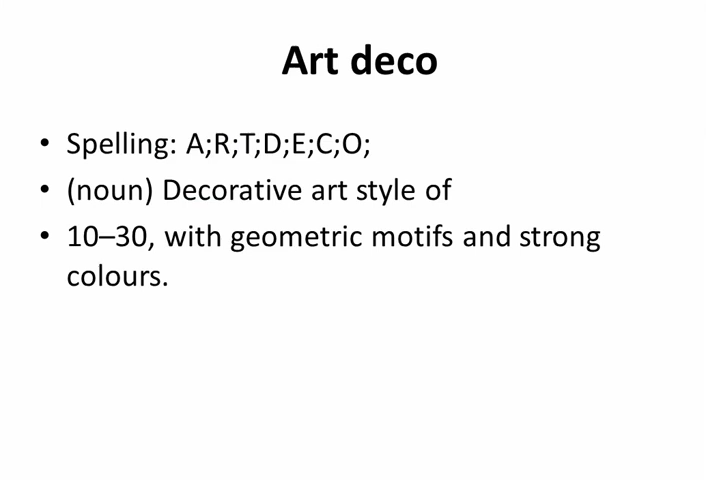 Art deco
• Spelling: A;R;T;D;E;C;O;
• (noun) Decorative art style of
• 10–30, with geometric motifs and strong
colours.